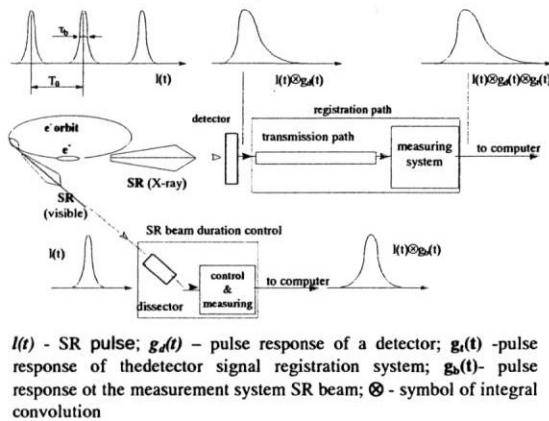 τb
T0
l(t)
l(t)⊗gd(t)
l(t)⊗gd(t)⊗gt(t)
registration path
detector
transmission path
measuring
system
to computer
e⁻ orbit
e⁻
SR (X-ray)
SR
(visible)
SR beam duration control
l(t)
dissector
control
&
measuring
to computer
l(t)⊗gb(t)
l(t) - SR pulse; gd(t) – pulse response of a detector; gt(t) -pulse
response of thedetector signal registration system; gb(t)- pulse
response ot the measurement system SR beam; ⊗ - symbol of integral
convolution